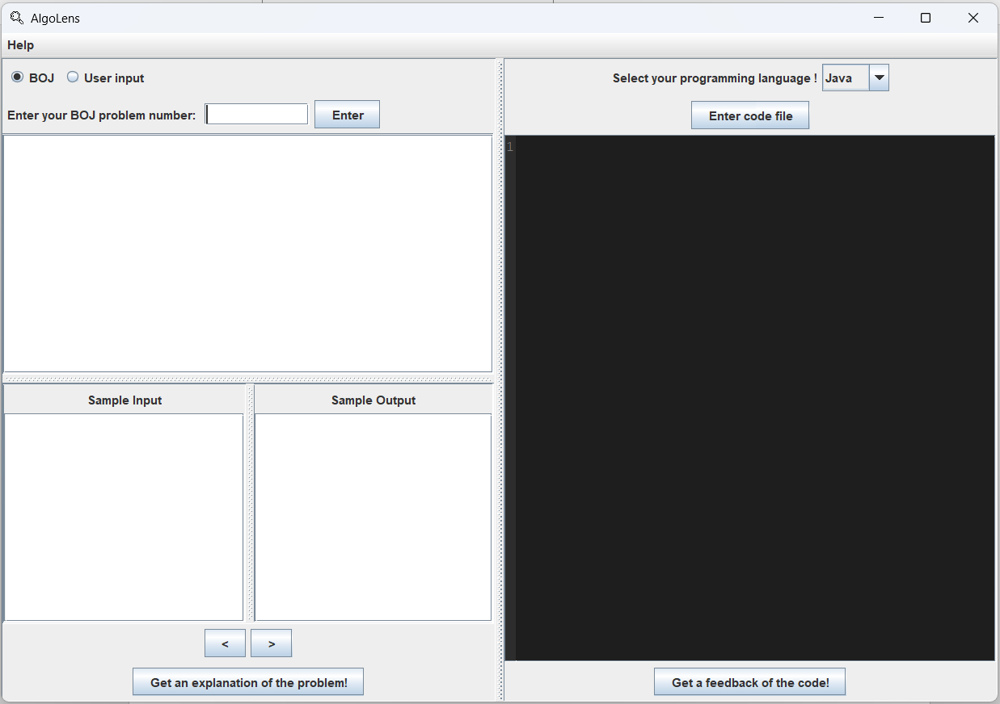 AlgoLens
Help
BOJ User input
Enter your BOJ problem number: Enter
Sample Input Sample Output
< >
Get an explanation of the problem!
Select your programming language ! Java
Enter code file
1
Get a feedback of the code!